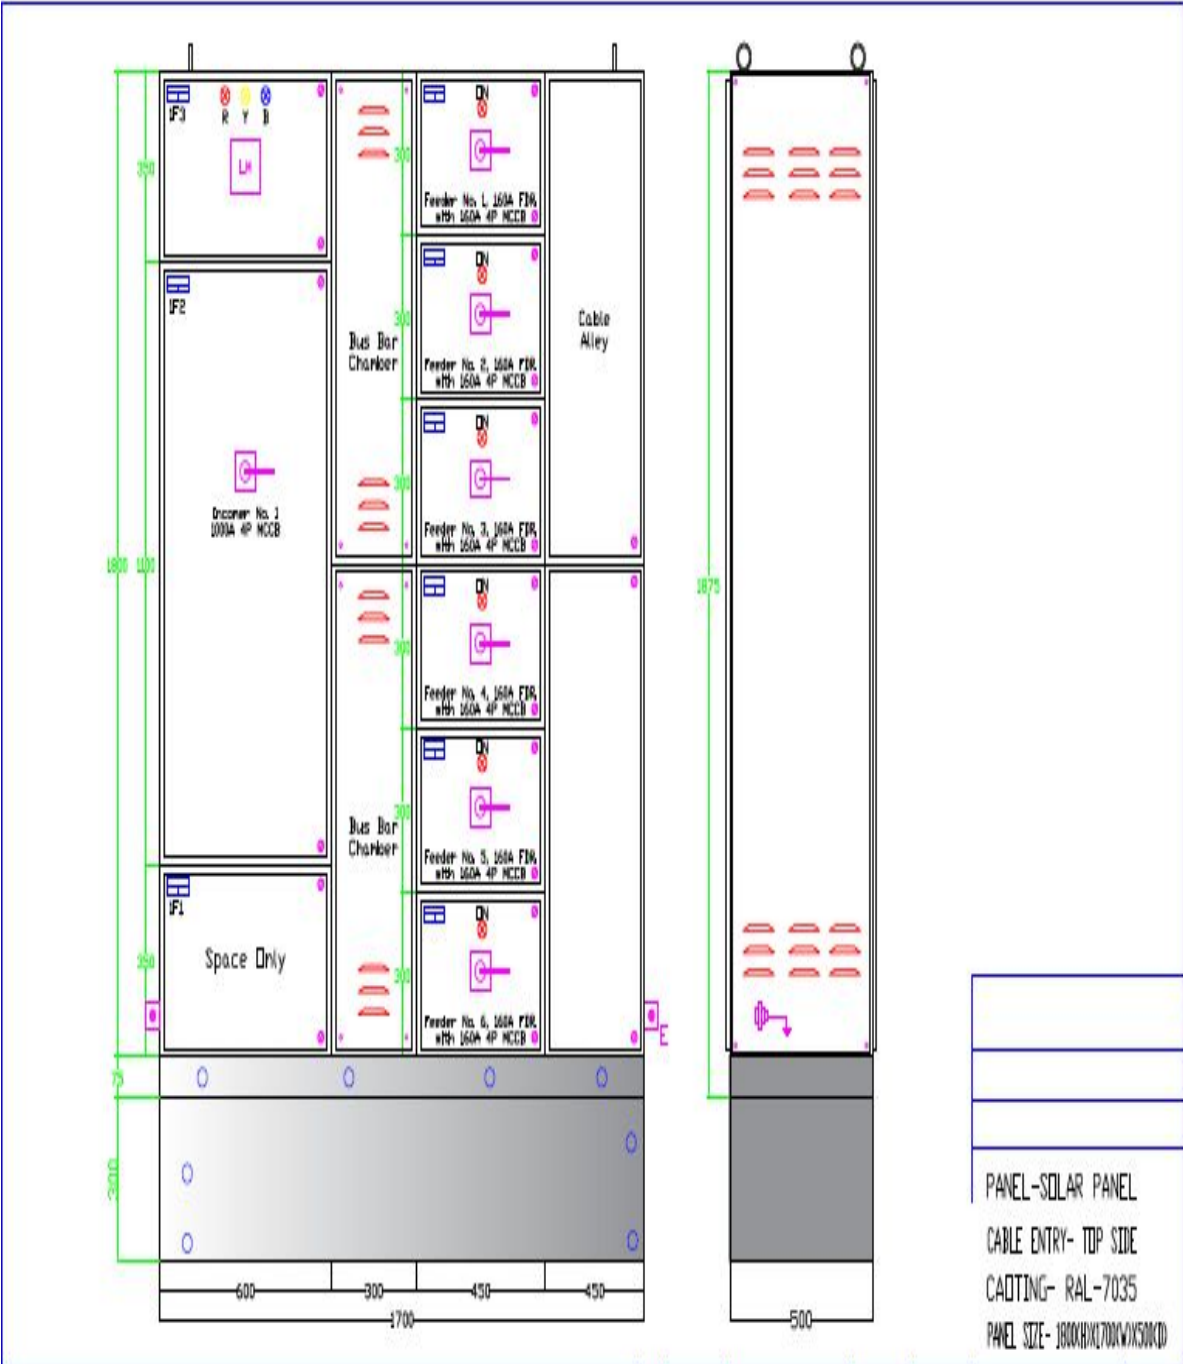 1F3
R Y B
LM
350
1F2
Incomer No. 1
1000A 4P MCCB
1800
1100
1F1
Space Only
350
75
300
Bus Bar
Chamber
Bus Bar
Chamber
300
ON
Feeder No. 1, 160A FDR,
with 160A 4P MCCB
300
ON
Feeder No. 2, 160A FDR,
with 160A 4P MCCB
300
ON
Feeder No. 3, 160A FDR,
with 160A 4P MCCB
300
ON
Feeder No. 4, 160A FDR,
with 160A 4P MCCB
300
ON
Feeder No. 5, 160A FDR,
with 160A 4P MCCB
300
ON
Feeder No. 6, 160A FDR,
with 160A 4P MCCB
Cable
Alley
E
600
300
450
450
1700
1875
500
PANEL-SOLAR PANEL
CABLE ENTRY- TOP SIDE
CAOTING- RAL-7035
PANEL SIZE- 1800(H)X1700(W)X500(D)